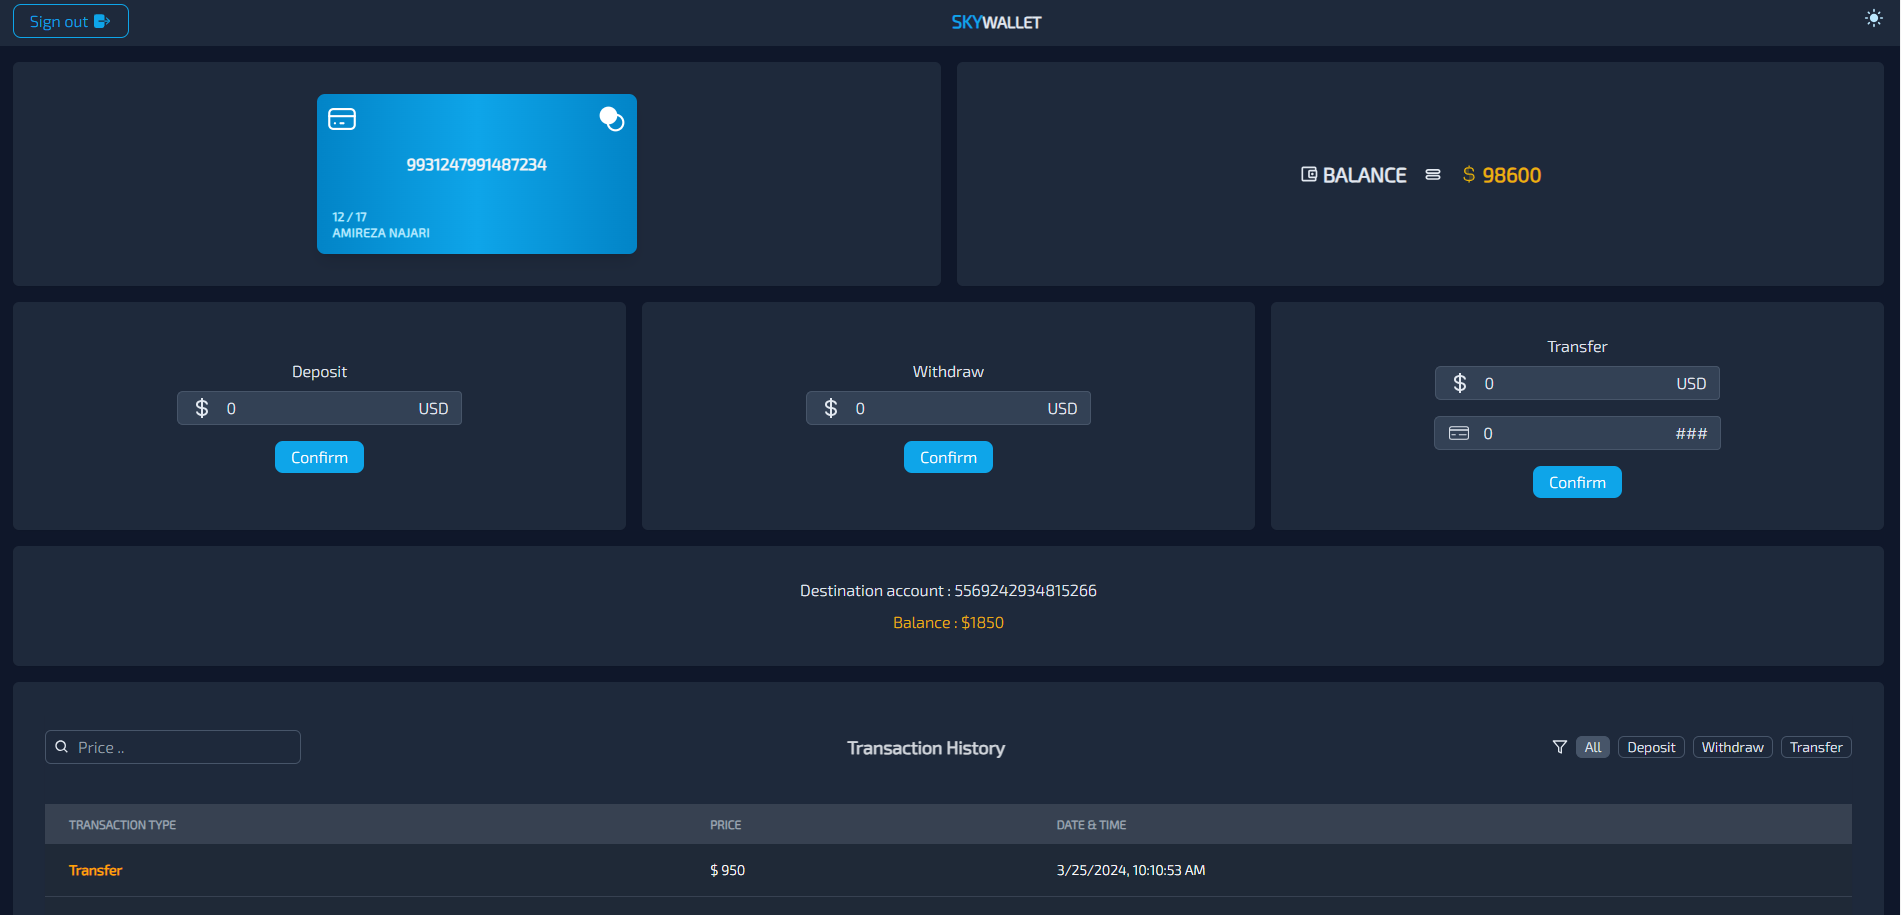 Sign out
SKYWALLET
9931247991487234
12 / 17
AMIREZA NAJARI
BALANCE = $ 98600
Deposit
$ 0 USD
Confirm
Withdraw
$ 0 USD
Confirm
Transfer
$ 0 USD
0 ###
Confirm
Destination account : 5569242934815266
Balance : $1850
Price ..
Transaction History
All Deposit Withdraw Transfer
TRANSACTION TYPE PRICE DATE & TIME
Transfer $ 950 3/25/2024, 10:10:53 AM